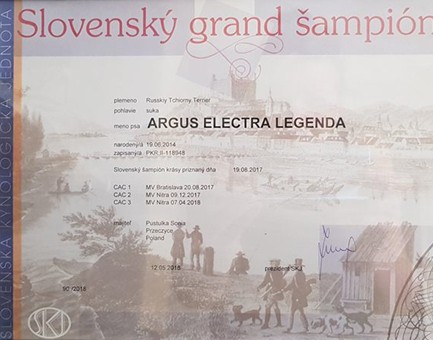 Slovenský grand šampión
SLOVENSKÁ KYNOLOGICKÁ JEDNOTA
plemeno Russkiy Tchiorny Terrier
pohlavie suka
meno psa ARGUS ELECTRA LEGENDA
narodený/á 19.06.2014
zapísaný/á PKR II-118948
Slovenský šampión krásy priznaný dňa 19.08.2017
CAC 1 MV Bratislava 20.08.2017
CAC 2 MV Nitra 09.12.2017
CAC 3 MV Nitra 07.04.2018
majiteľ Pustulka Sonia
Przeczyce
Poland
12.05.2018 prezident SKJ
90 /2018
SKJ